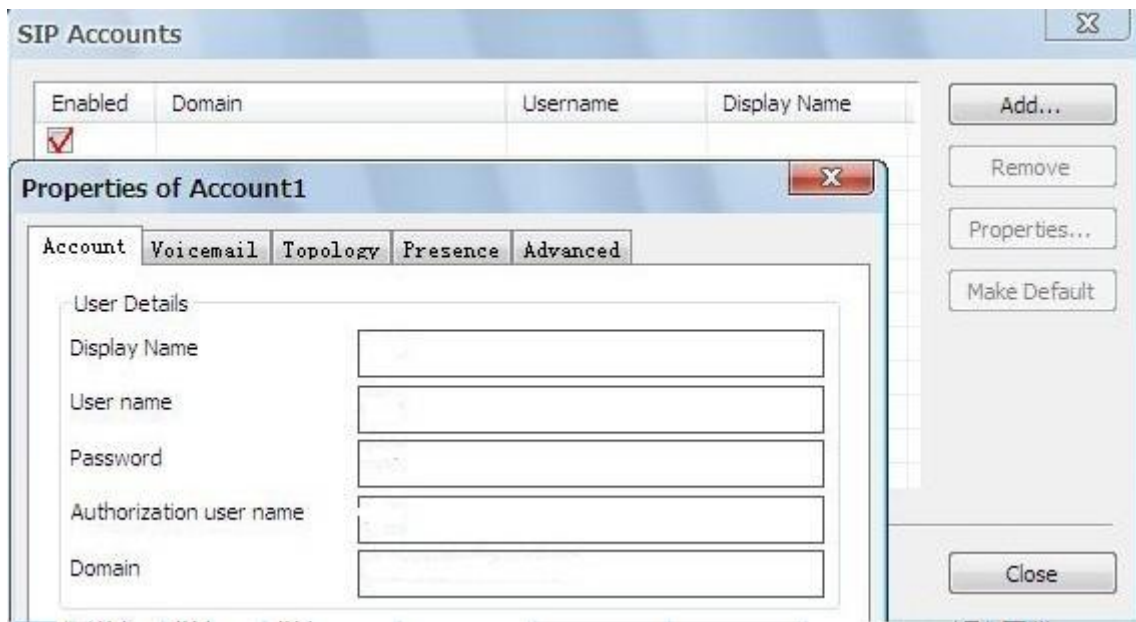 SIP Accounts
Enabled Domain Username Display Name
Add...
Remove
Properties...
Make Default
Close
Properties of Account1
Account Voicemail Topology Presence Advanced
User Details
Display Name
User name
Password
Authorization user name
Domain